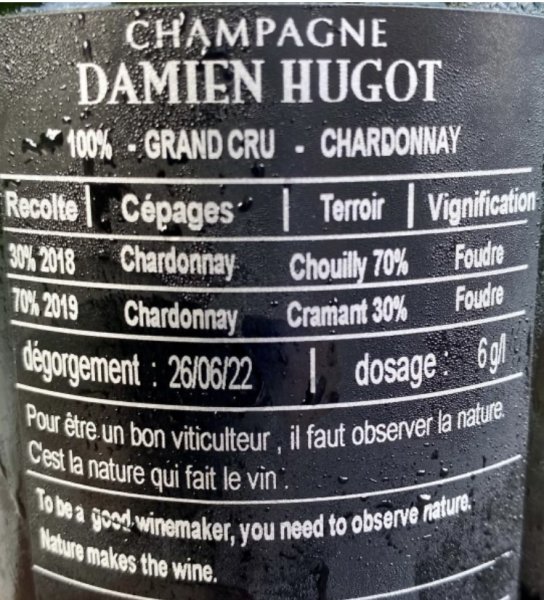 CHAMPAGNE
DAMIEN HUGOT
100% - GRAND CRU - CHARDONNAY
Recolte | Cépages | Terroir | Vignification
30% 2018 Chardonnay Chouilly 70% Foudre
70% 2019 Chardonnay Cramant 30% Foudre
dégorgement : 26/06/22 | dosage : 6 g/l
Pour être un bon viticulteur , il faut observer la nature.
C'est la nature qui fait le vin .
To be a good winemaker, you need to observe nature.
Nature makes the wine.